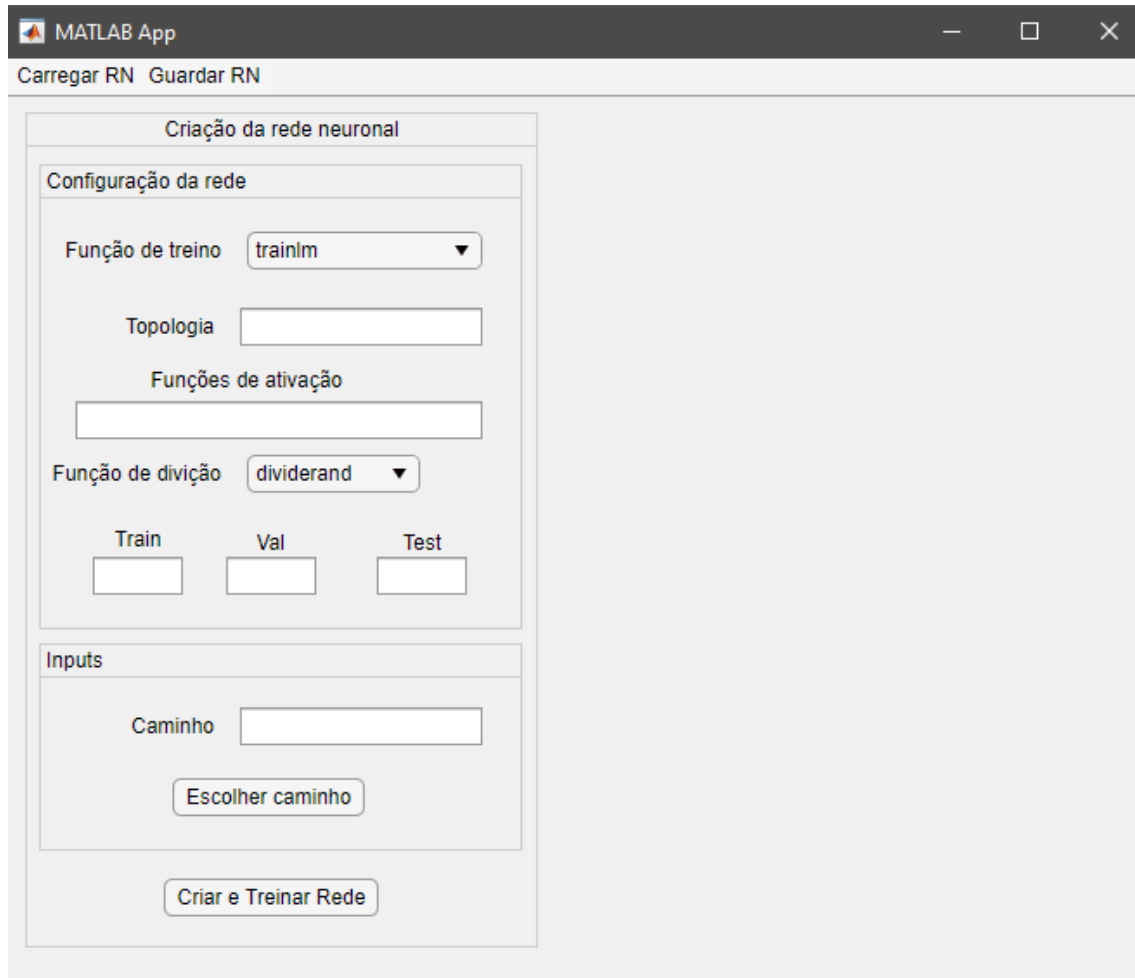 MATLAB App
Carregar RN Guardar RN
Criação da rede neuronal
Configuração da rede
Função de treino trainlm
Topologia
Funções de ativação
Função de divição dividerand
Train Val Test
Inputs
Caminho
Escolher caminho
Criar e Treinar Rede